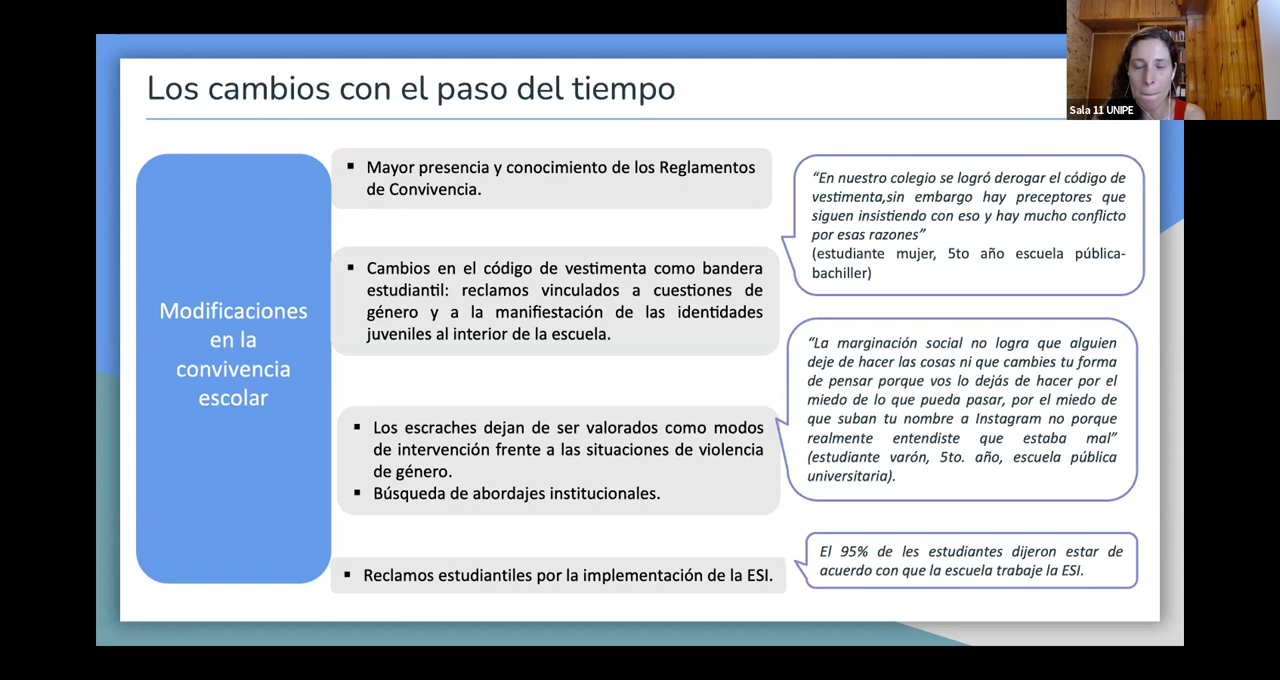 Los cambios con el paso del tiempo
Sala 11 UNIPE
Modificaciones
en la
convivencia
escolar
▪ Mayor presencia y conocimiento de los Reglamentos
de Convivencia.
▪ Cambios en el código de vestimenta como bandera
estudiantil: reclamos vinculados a cuestiones de
género y a la manifestación de las identidades
juveniles al interior de la escuela.
▪ Los escraches dejan de ser valorados como modos
de intervención frente a las situaciones de violencia
de género.
▪ Búsqueda de abordajes institucionales.
▪ Reclamos estudiantiles por la implementación de la ESI.
“En nuestro colegio se logró derogar el código de
vestimenta,sin embargo hay preceptores que
siguen insistiendo con eso y hay mucho conflicto
por esas razones”
(estudiante mujer, 5to año escuela pública-
bachiller)
“La marginación social no logra que alguien
deje de hacer las cosas ni que cambies tu forma
de pensar porque vos lo dejás de hacer por el
miedo de lo que pueda pasar, por el miedo de
que suban tu nombre a Instagram no porque
realmente entendiste que estaba mal”
(estudiante varón, 5to. año, escuela pública
universitaria).
El 95% de les estudiantes dijeron estar de
acuerdo con que la escuela trabaje la ESI.